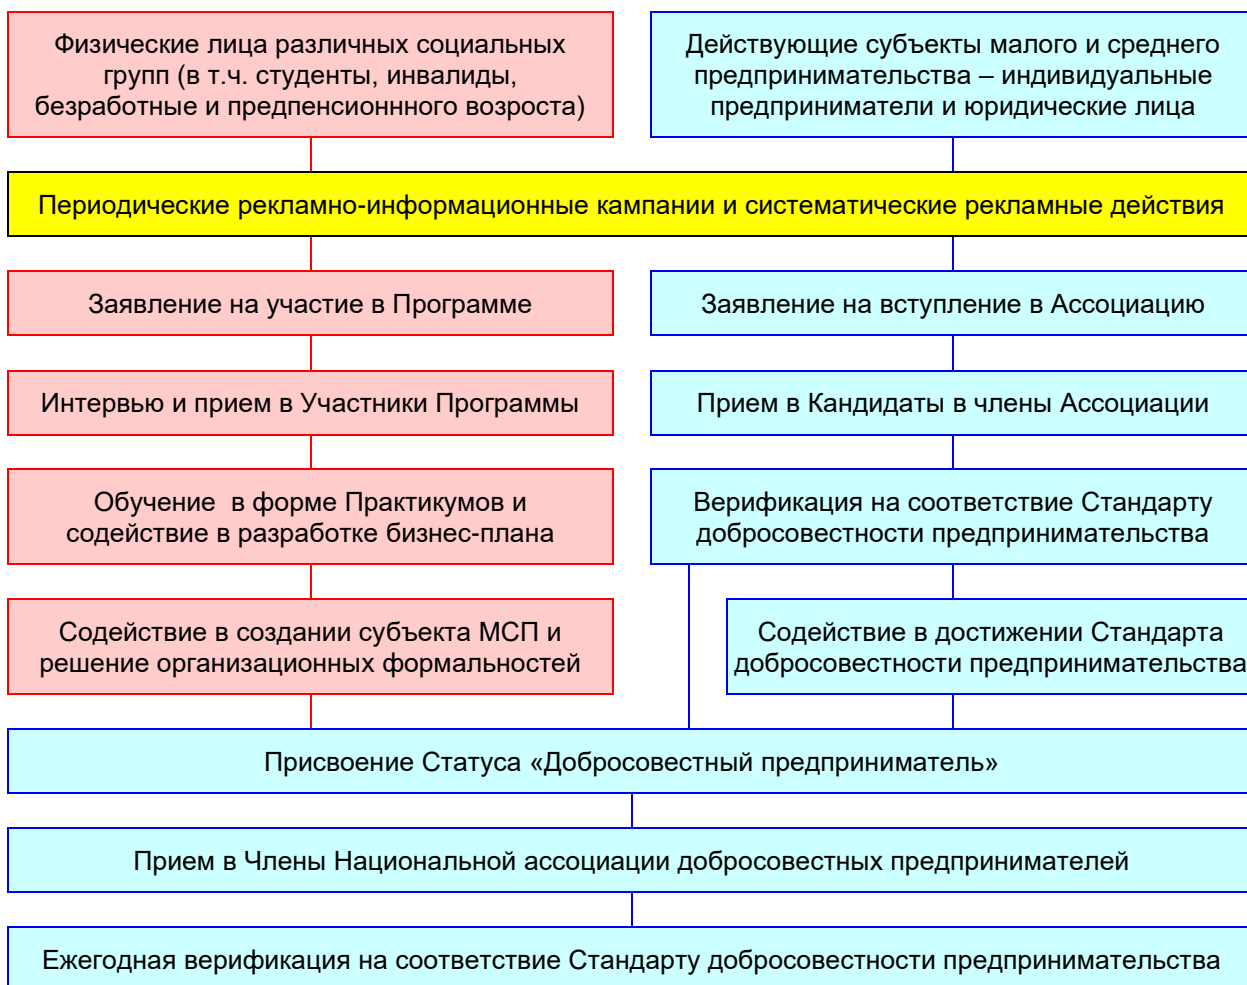 Физические лица различных социальных
групп (в т.ч. студенты, инвалиды,
безработные и предпенсионнного возроста)
Действующие субъекты малого и среднего
предпринимательства – индивидуальные
предприниматели и юридические лица
Периодические рекламно-информационные кампании и систематические рекламные действия
Заявление на участие в Программе
Заявление на вступление в Ассоциацию
Интервью и прием в Участники Программы
Прием в Кандидаты в члены Ассоциации
Обучение в форме Практикумов и
содействие в разработке бизнес-плана
Верификация на соответствие Стандарту
добросовестности предпринимательства
Содействие в создании субъекта МСП и
решение организационных формальностей
Содействие в достижении Стандарта
добросовестности предпринимательства
Присвоение Статуса «Добросовестный предприниматель»
Прием в Члены Национальной ассоциации добросовестных предпринимателей
Ежегодная верификация на соответствие Стандарту добросовестности предпринимательства